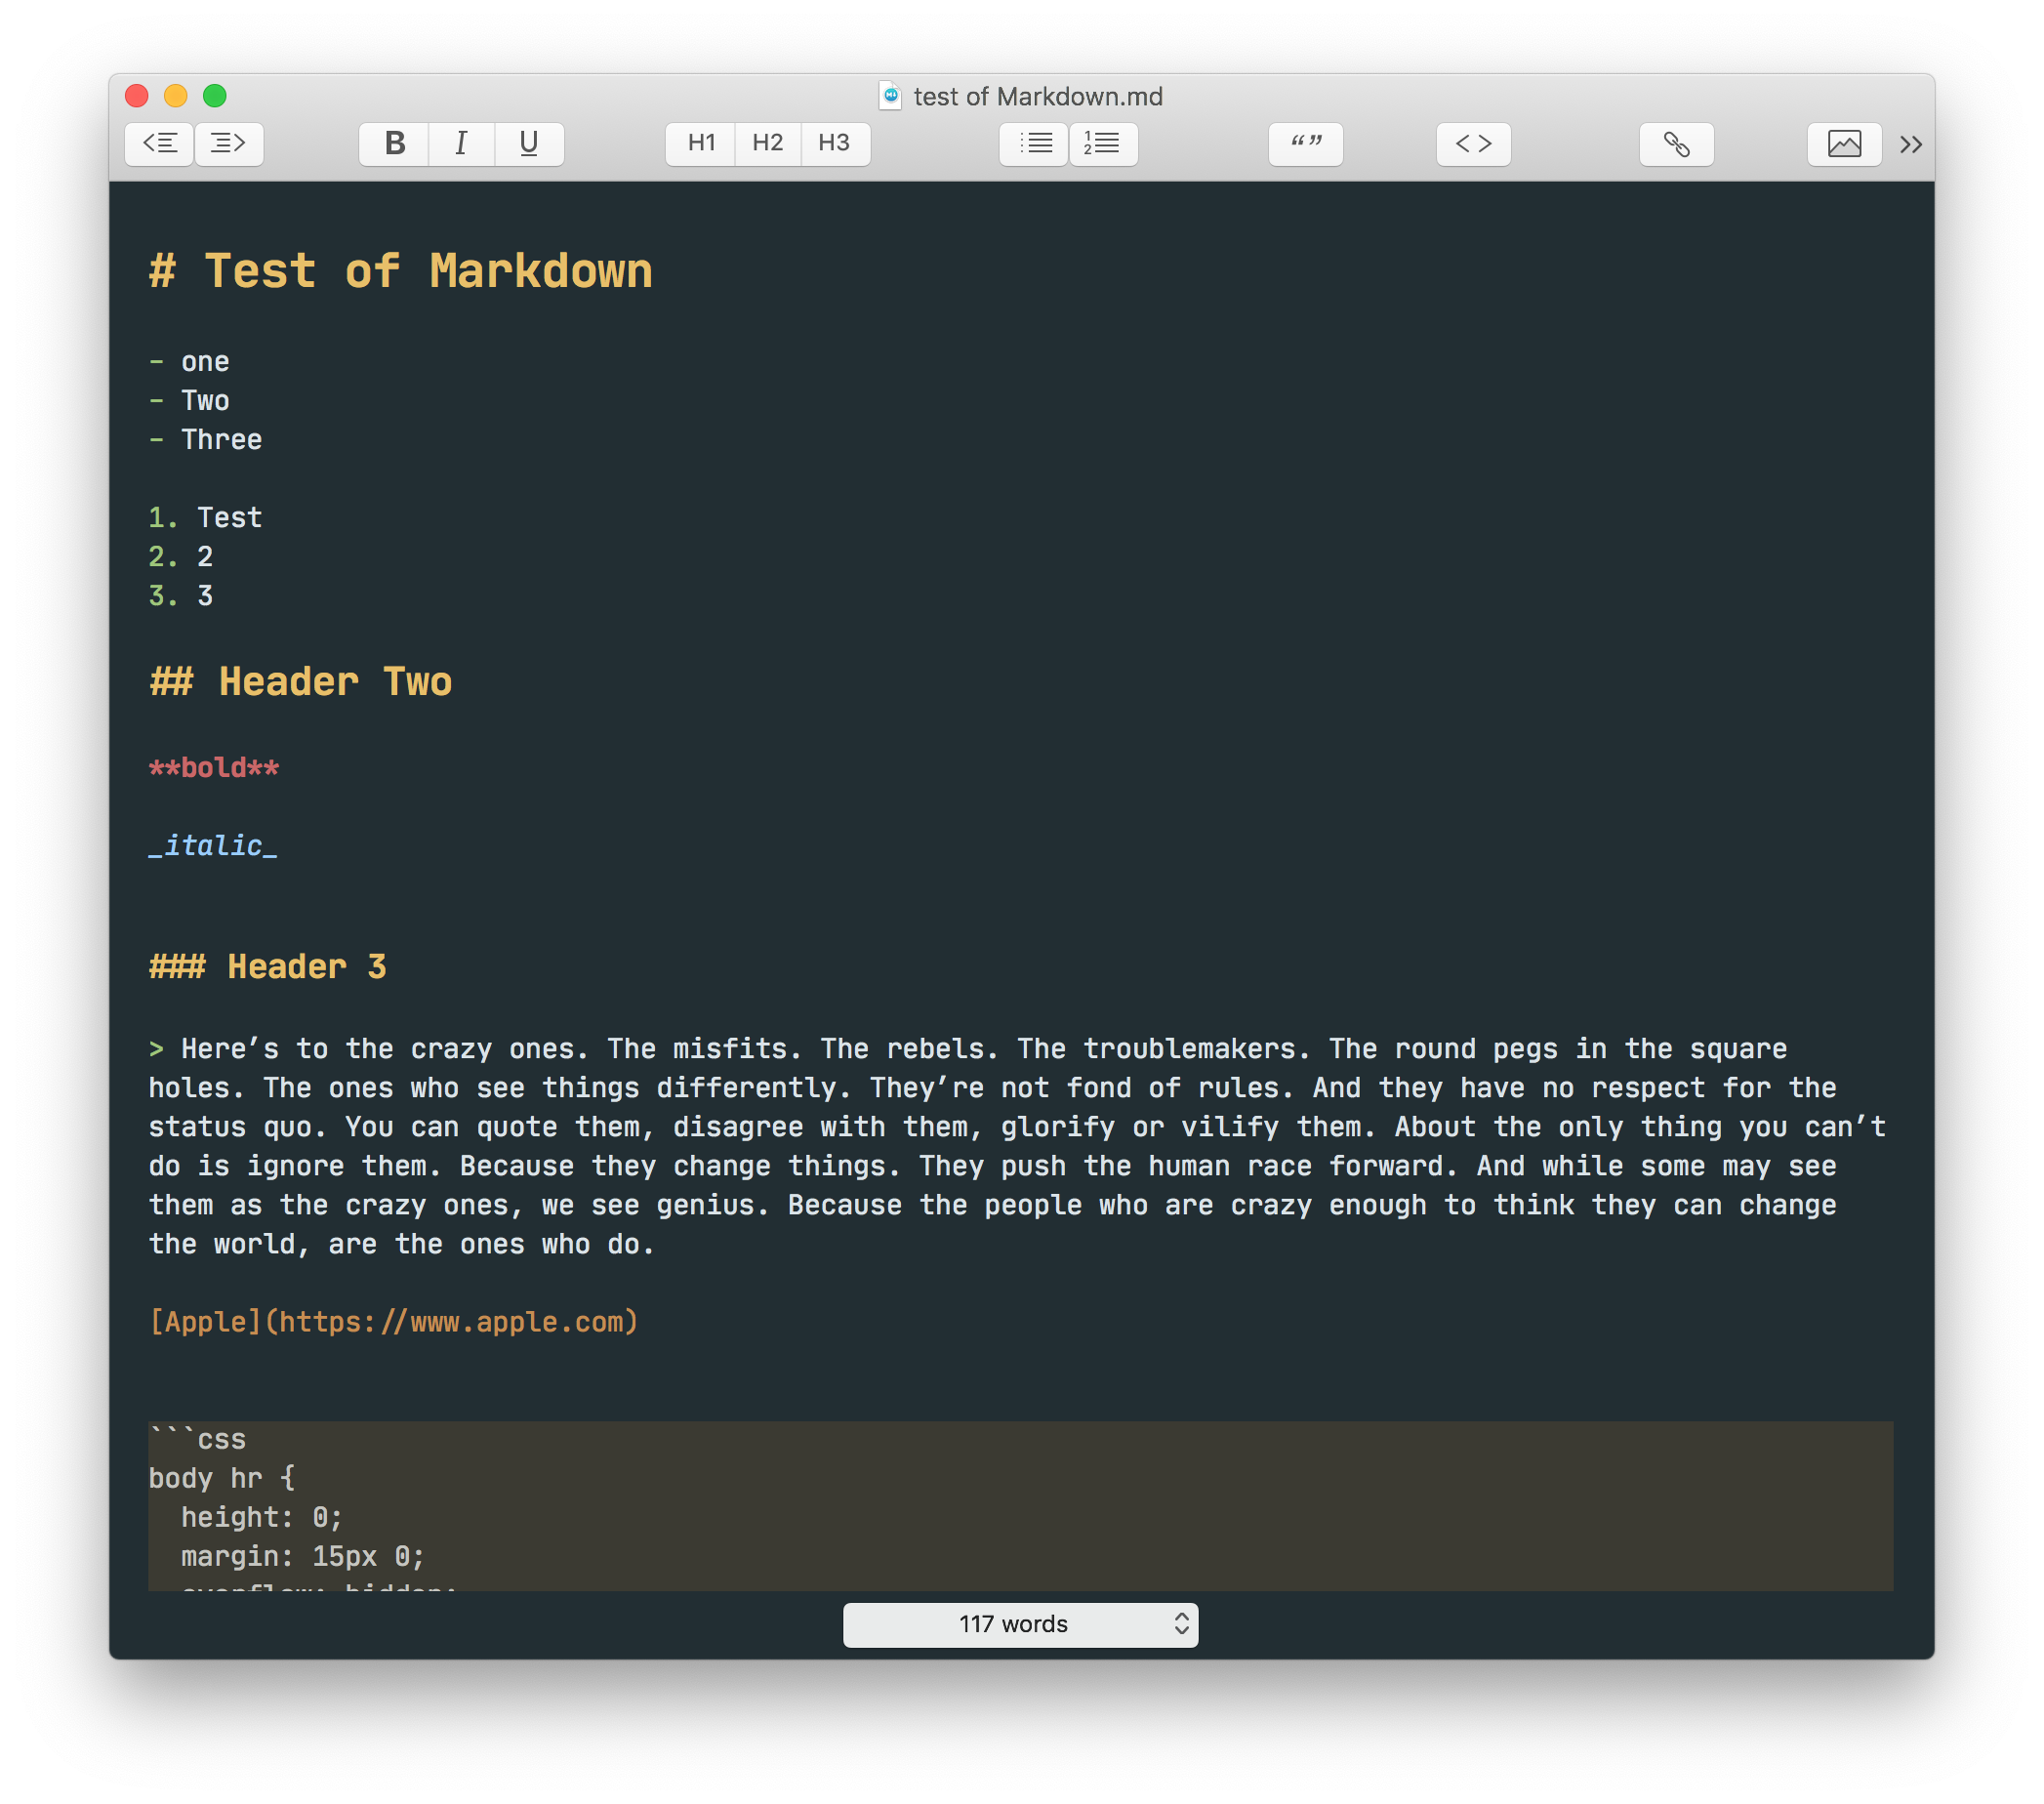 test of Markdown.md
B I U H1 H2 H3 1 2 “ ” < >
# Test of Markdown
- one
- Two
- Three
1. Test
2. 2
3. 3
## Header Two
**bold**
_italic_
### Header 3
> Here’s to the crazy ones. The misfits. The rebels. The troublemakers. The round pegs in the square
holes. The ones who see things differently. They’re not fond of rules. And they have no respect for the
status quo. You can quote them, disagree with them, glorify or vilify them. About the only thing you can’t
do is ignore them. Because they change things. They push the human race forward. And while some may see
them as the crazy ones, we see genius. Because the people who are crazy enough to think they can change
the world, are the ones who do.
[Apple](https://www.apple.com)
```css
body hr {
  height: 0;
  margin: 15px 0;
  overflow: hidden;
117 words